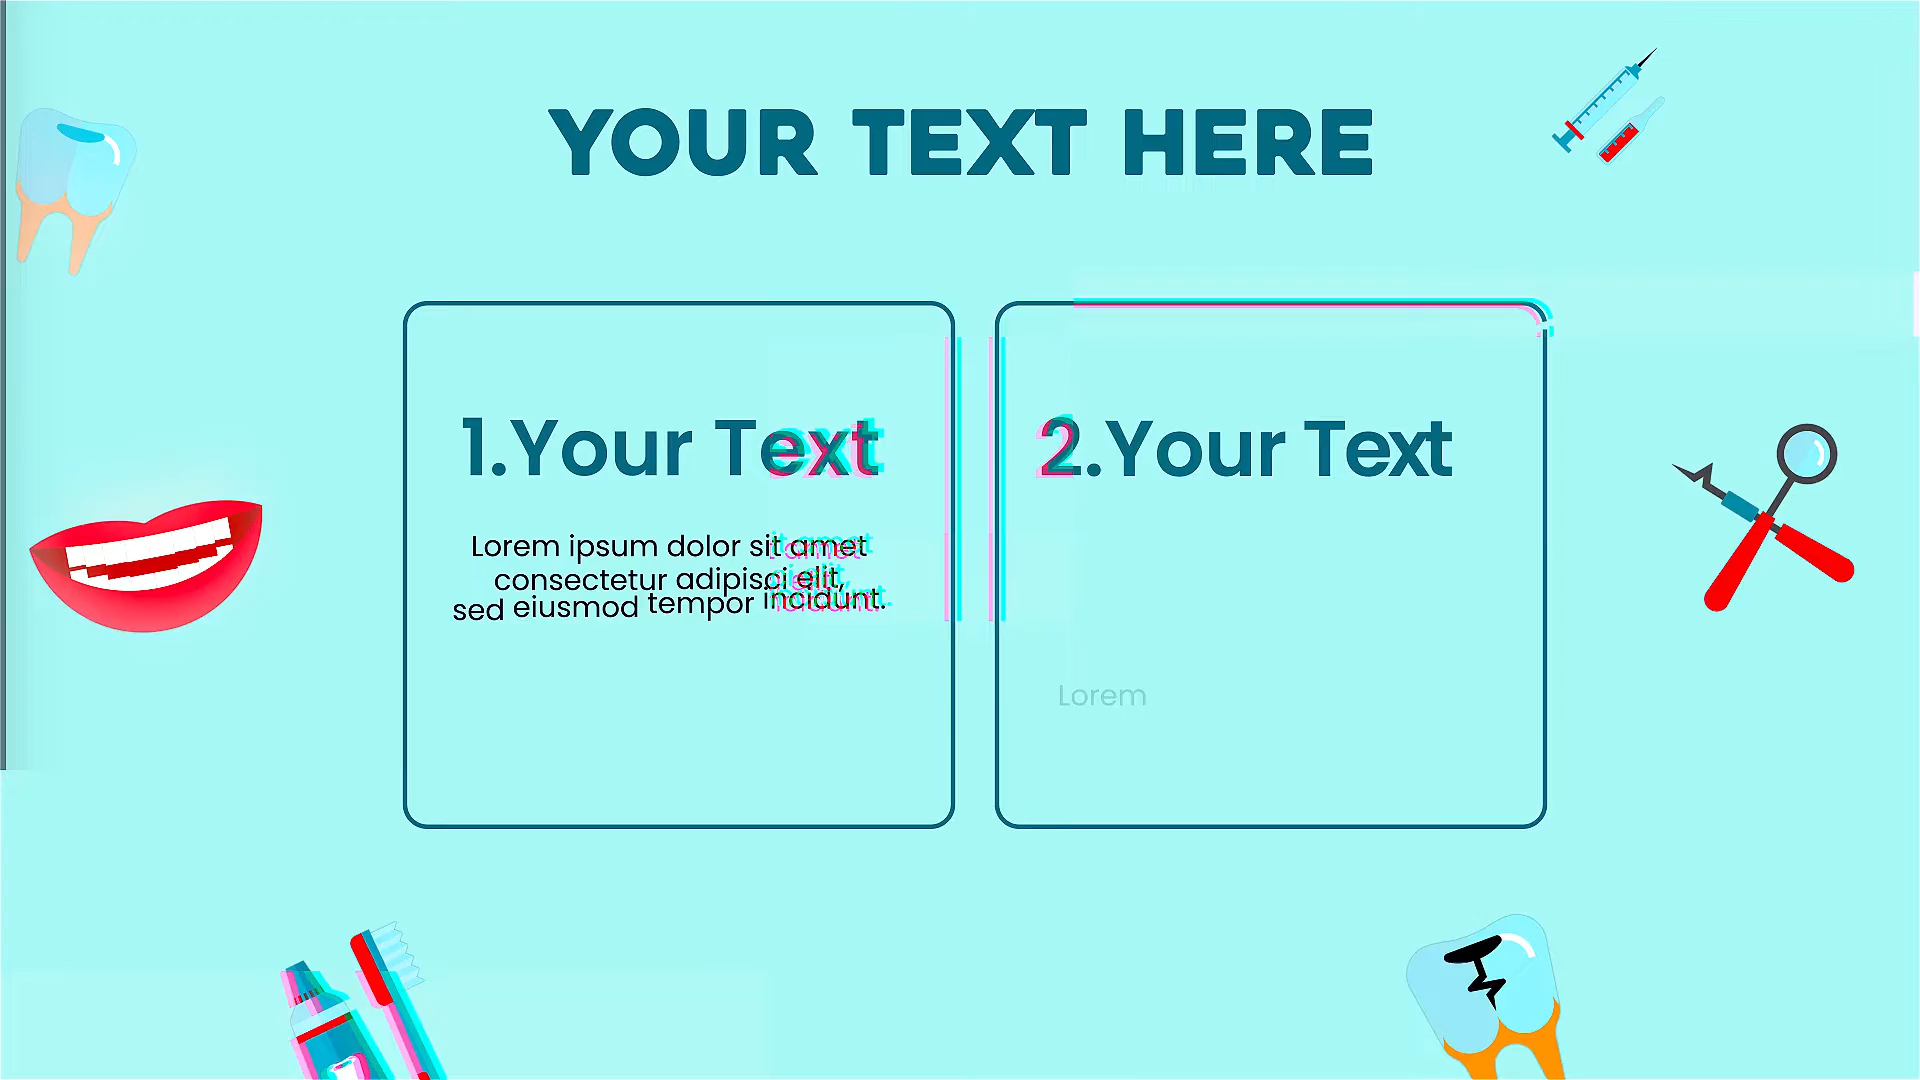 YOUR TEXT HERE
1.Your Text
Lorem ipsum dolor sit amet
consectetur adipisci elit,
sed eiusmod tempor incidunt.
2.Your Text
Lorem